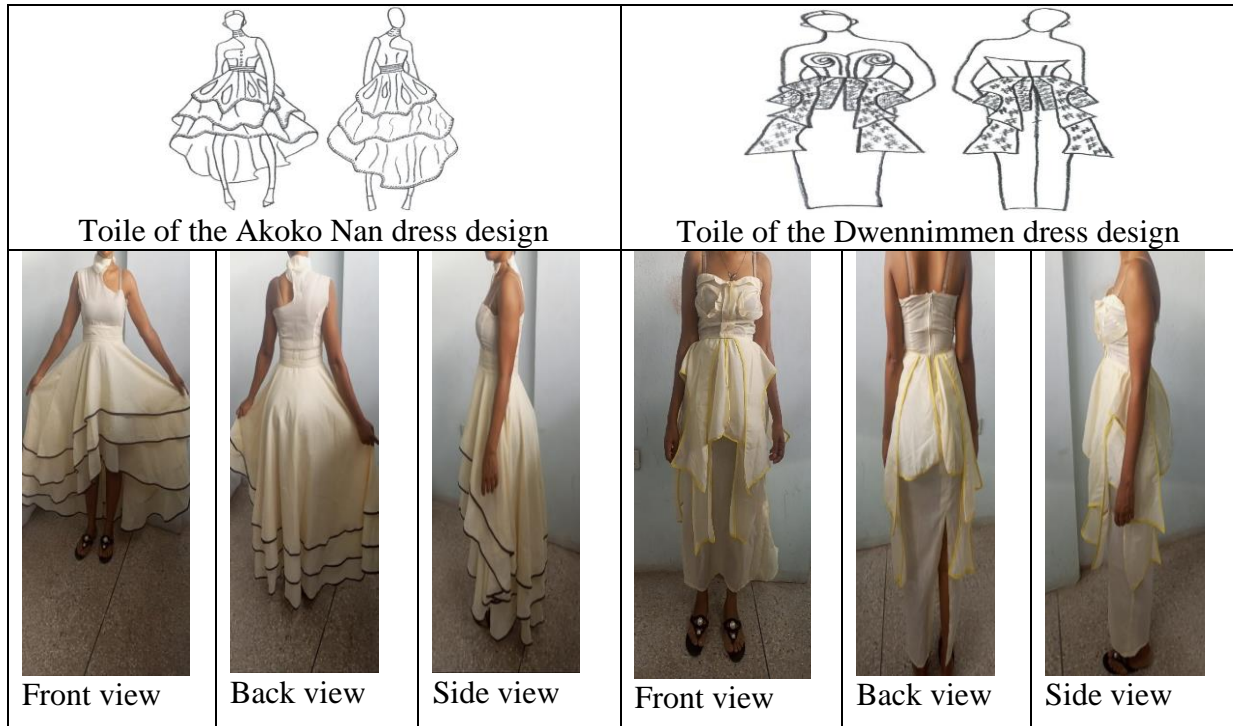 Toile of the Akoko Nan dress design
Toile of the Dwennimmen dress design
Front view
Back view
Side view
Front view
Back view
Side view